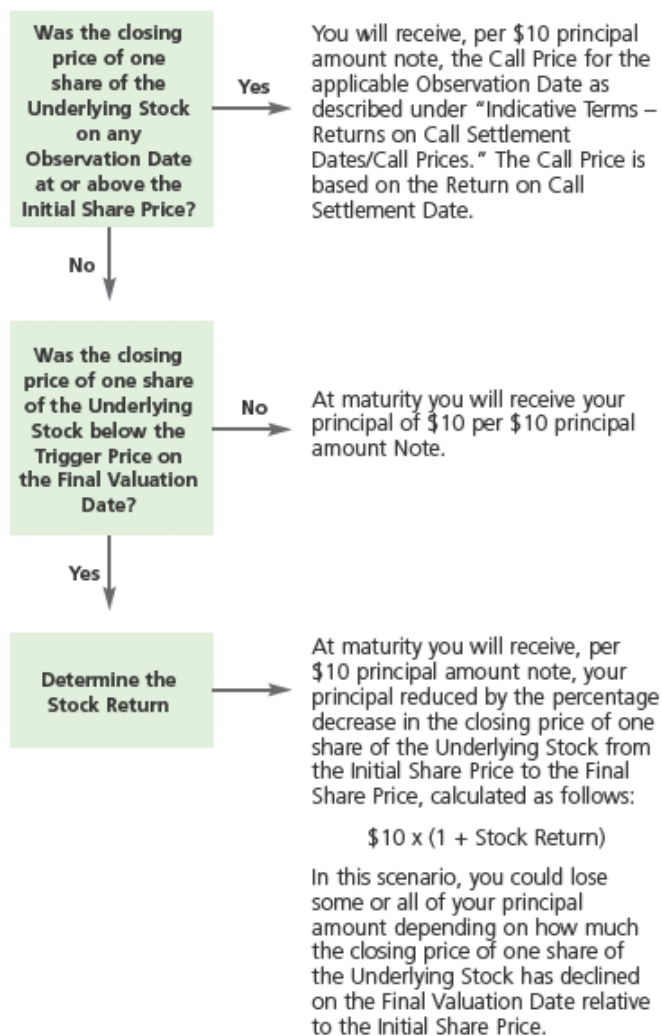 Was the closing
price of one
share of the
Underlying Stock
on any
Observation Date
at or above the
Initial Share Price?
Yes
You will receive, per $10 principal
amount note, the Call Price for the
applicable Observation Date as
described under “Indicative Terms –
Returns on Call Settlement
Dates/Call Prices.” The Call Price is
based on the Return on Call
Settlement Date.
No
Was the closing
price of one share
of the Underlying
Stock below the
Trigger Price on
the Final Valuation
Date?
No
At maturity you will receive your
principal of $10 per $10 principal
amount Note.
Yes
Determine the
Stock Return
At maturity you will receive, per
$10 principal amount note, your
principal reduced by the percentage
decrease in the closing price of one
share of the Underlying Stock from
the Initial Share Price to the Final
Share Price, calculated as follows:
$10 x (1 + Stock Return)
In this scenario, you could lose
some or all of your principal
amount depending on how much
the closing price of one share of
the Underlying Stock has declined
on the Final Valuation Date relative
to the Initial Share Price.